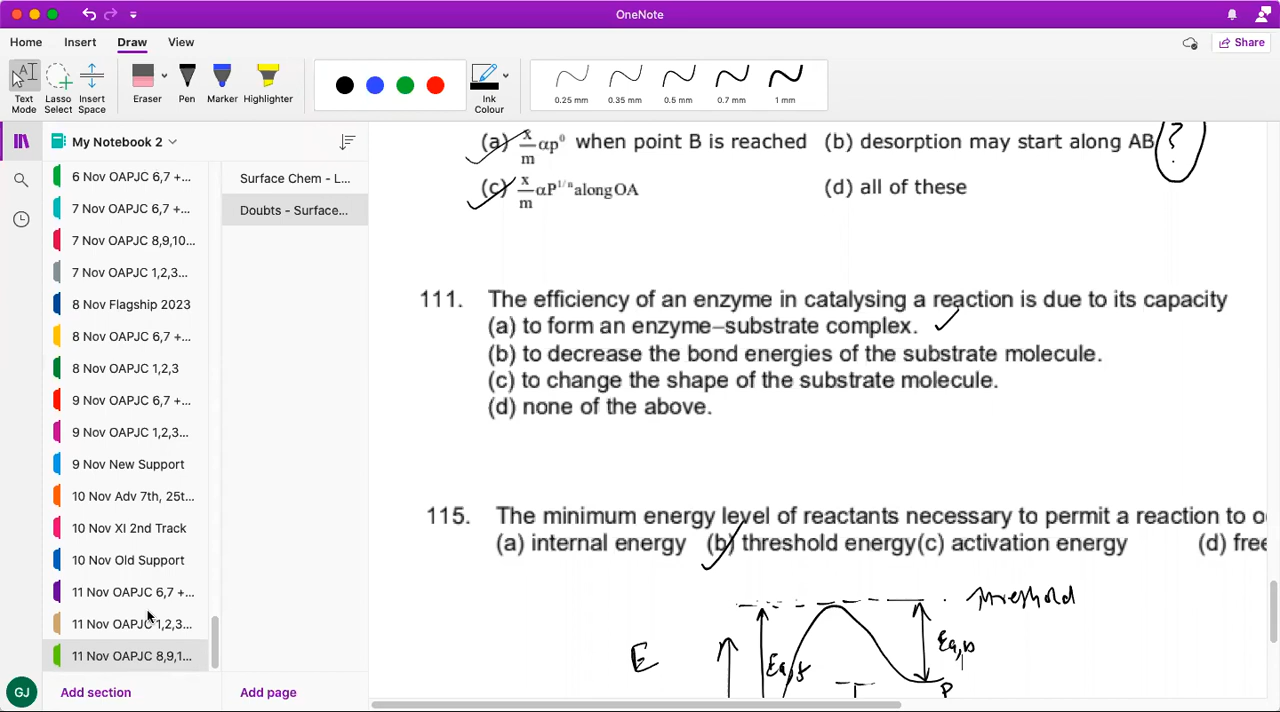 OneNote
Home Insert Draw View
Share
Text Mode
Lasso Select
Insert Space
Eraser
Pen
Marker
Highlighter
Ink Colour
0.25 mm 0.35 mm 0.5 mm 0.7 mm 1 mm
My Notebook 2
6 Nov OAPJC 6,7 +...
7 Nov OAPJC 6,7 +...
7 Nov OAPJC 8,9,10...
7 Nov OAPJC 1,2,3...
8 Nov Flagship 2023
8 Nov OAPJC 6,7 +...
8 Nov OAPJC 1,2,3
9 Nov OAPJC 6,7 +...
9 Nov OAPJC 1,2,3...
9 Nov New Support
10 Nov Adv 7th, 25t...
10 Nov XI 2nd Track
10 Nov Old Support
11 Nov OAPJC 6,7 +...
11 Nov OAPJC 1,2,3...
11 Nov OAPJC 8,9,1...
GJ
Add section
Surface Chem - L...
Doubts - Surface...
Add page
(a) x/m αp⁰ when point B is reached (b) desorption may start along AB ?
(c) x/m αP^1/n along OA (d) all of these
111. The efficiency of an enzyme in catalysing a reaction is due to its capacity
(a) to form an enzyme–substrate complex.
(b) to decrease the bond energies of the substrate molecule.
(c) to change the shape of the substrate molecule.
(d) none of the above.
115. The minimum energy level of reactants necessary to permit a reaction to o
(a) internal energy (b) threshold energy(c) activation energy (d) free
threshold
E
Ea,f
Ea,b
P